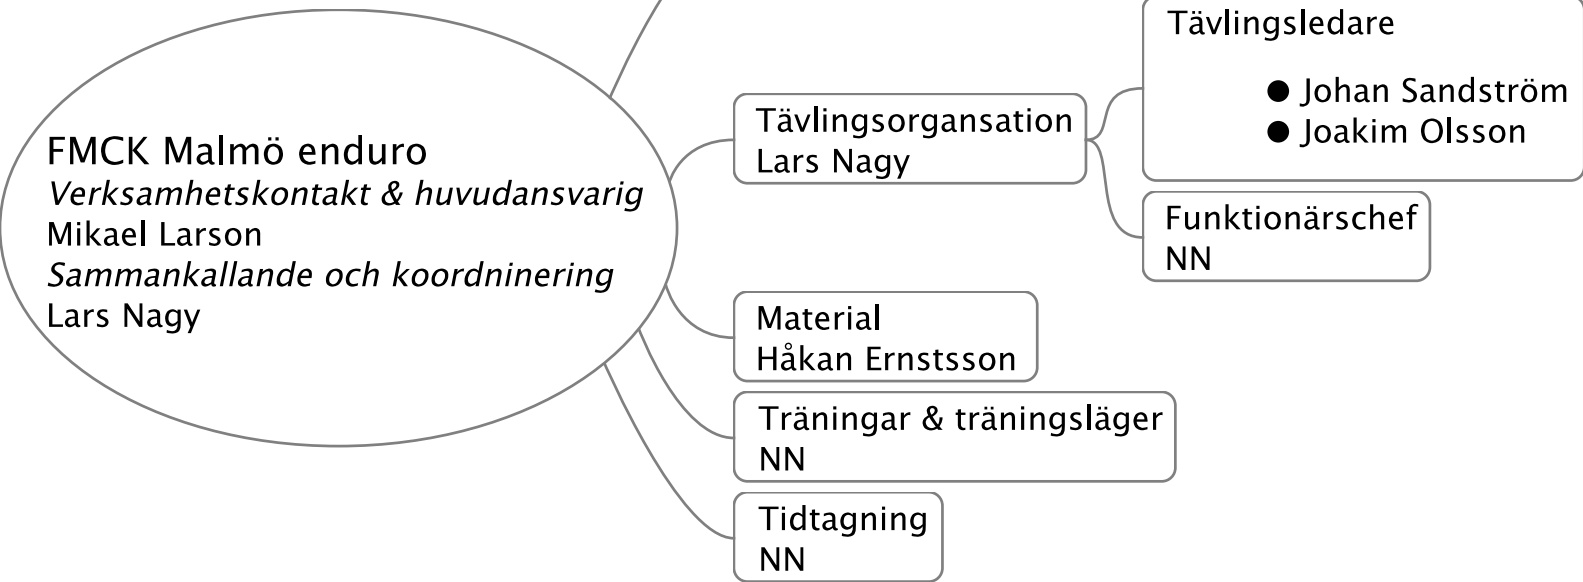 FMCK Malmö enduro
Verksamhetskontakt & huvudansvarig
Mikael Larson
Sammankallande och koordninering
Lars Nagy
Tävlingsorgansation
Lars Nagy
Tävlingsledare
● Johan Sandström
● Joakim Olsson
Funktionärschef
NN
Material
Håkan Ernstsson
Träningar & träningsläger
NN
Tidtagning
NN